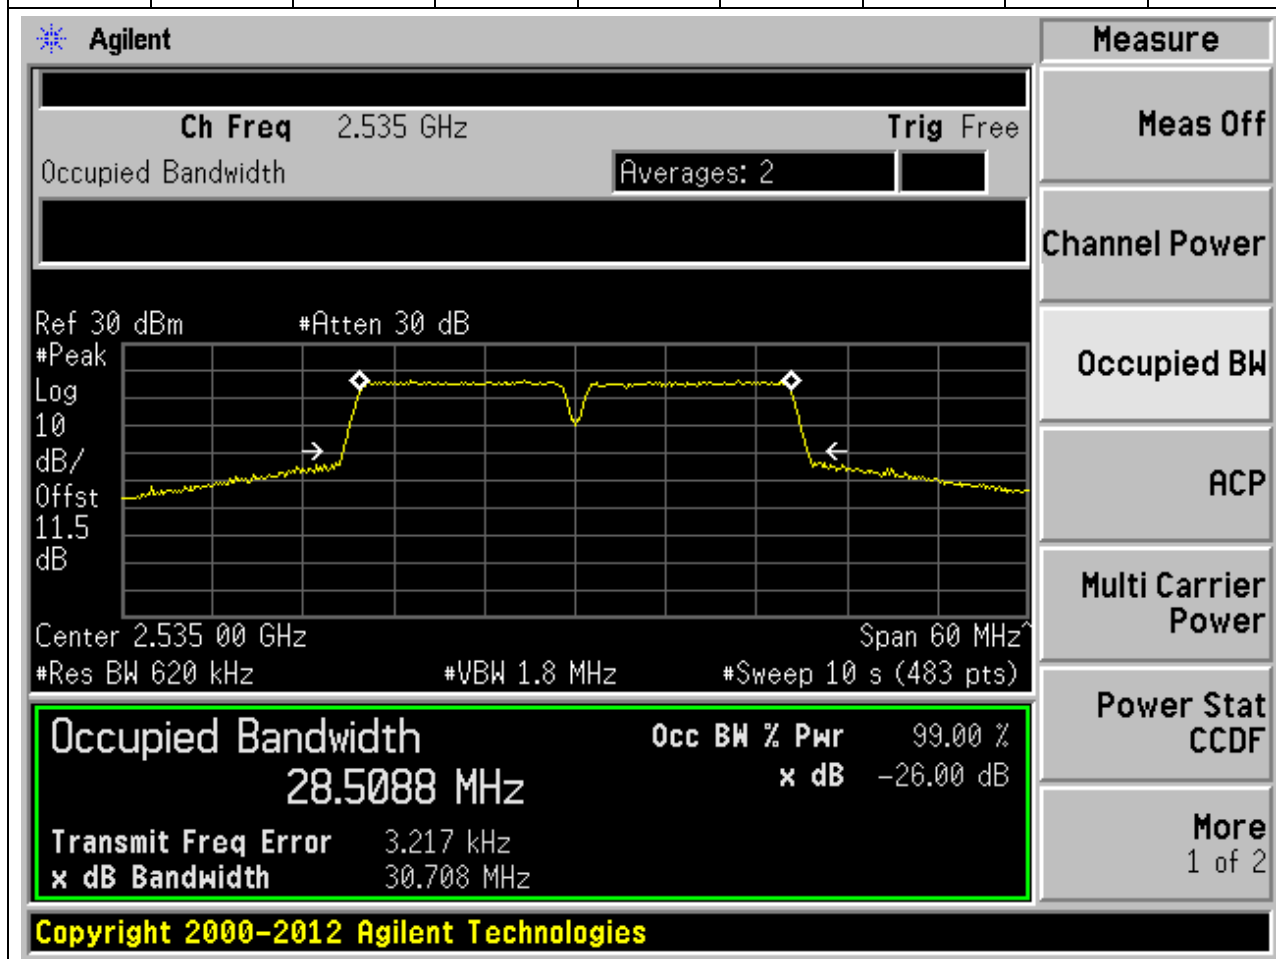 Agilent
Measure
Ch Freq 2.535 GHz Trig Free
Occupied Bandwidth Averages: 2
Ref 30 dBm #Atten 30 dB
#Peak
Log
10
dB/
Offst
11.5
dB
Center 2.535 00 GHz Span 60 MHz^
#Res BW 620 kHz #VBW 1.8 MHz #Sweep 10 s (483 pts)
Occupied Bandwidth Occ BW % Pwr 99.00 %
28.5088 MHz x dB -26.00 dB
Transmit Freq Error 3.217 kHz
x dB Bandwidth 30.708 MHz
Copyright 2000-2012 Agilent Technologies
Meas Off
Channel Power
Occupied BW
ACP
Multi Carrier
Power
Power Stat
CCDF
More
1 of 2